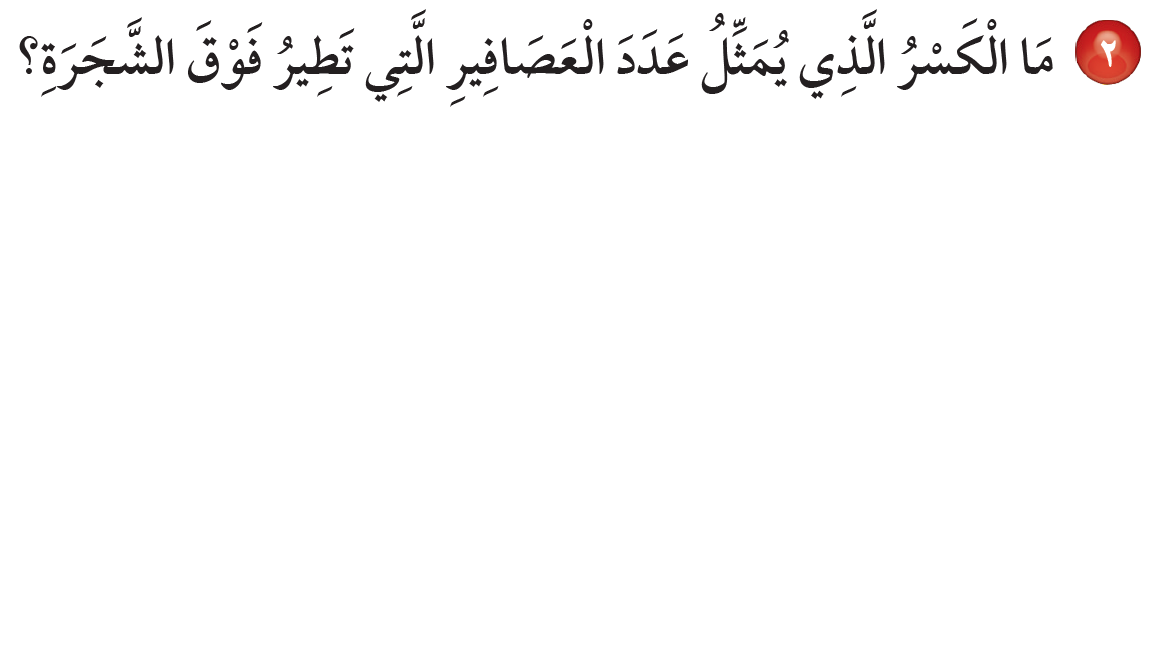 ٢ مَا الْكَسْرُ الَّذِي يُمَثِّلُ عَدَدَ الْعَصَافِيرِ الَّتِي تَطِيرُ فَوْقَ الشَّجَرَةِ؟